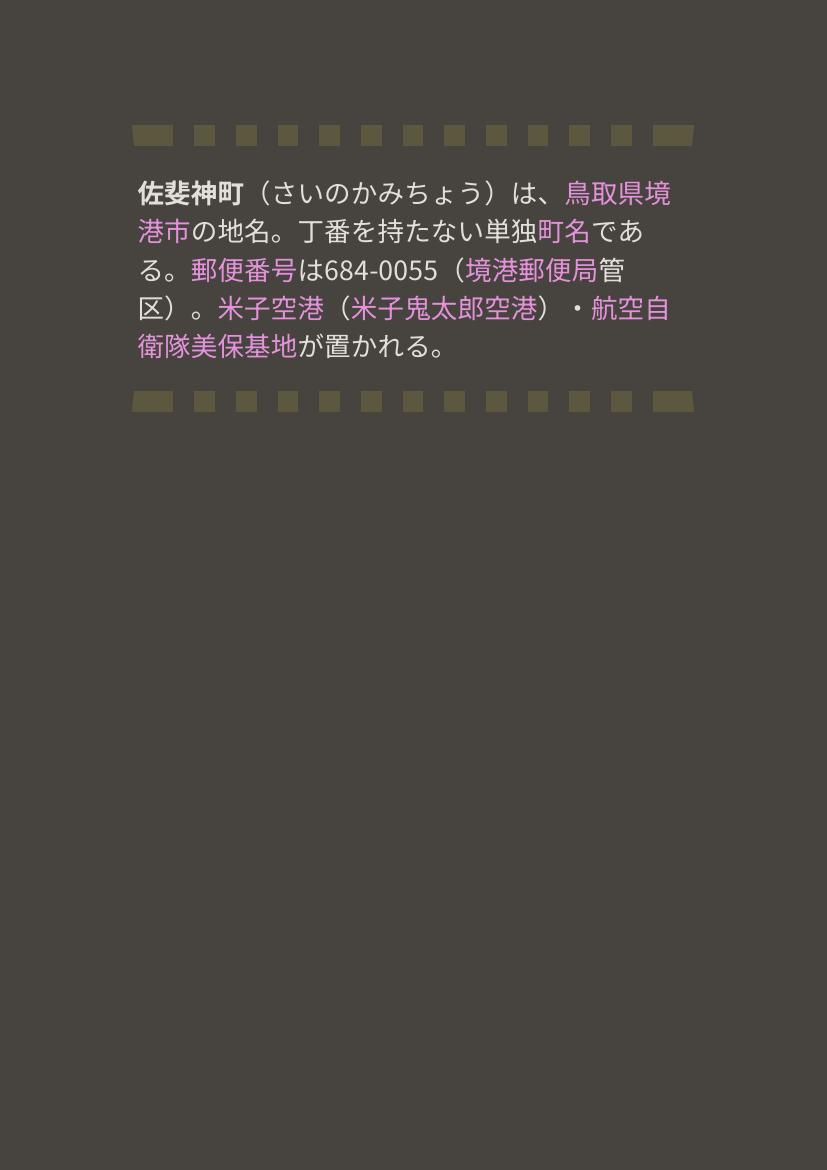 佐斐神町（さいのかみちょう）は、鳥取県境
港市の地名。丁番を持たない単独町名であ
る。郵便番号は684-0055（境港郵便局管
区）。米子空港（米子鬼太郎空港）・航空自
衛隊美保基地が置かれる。